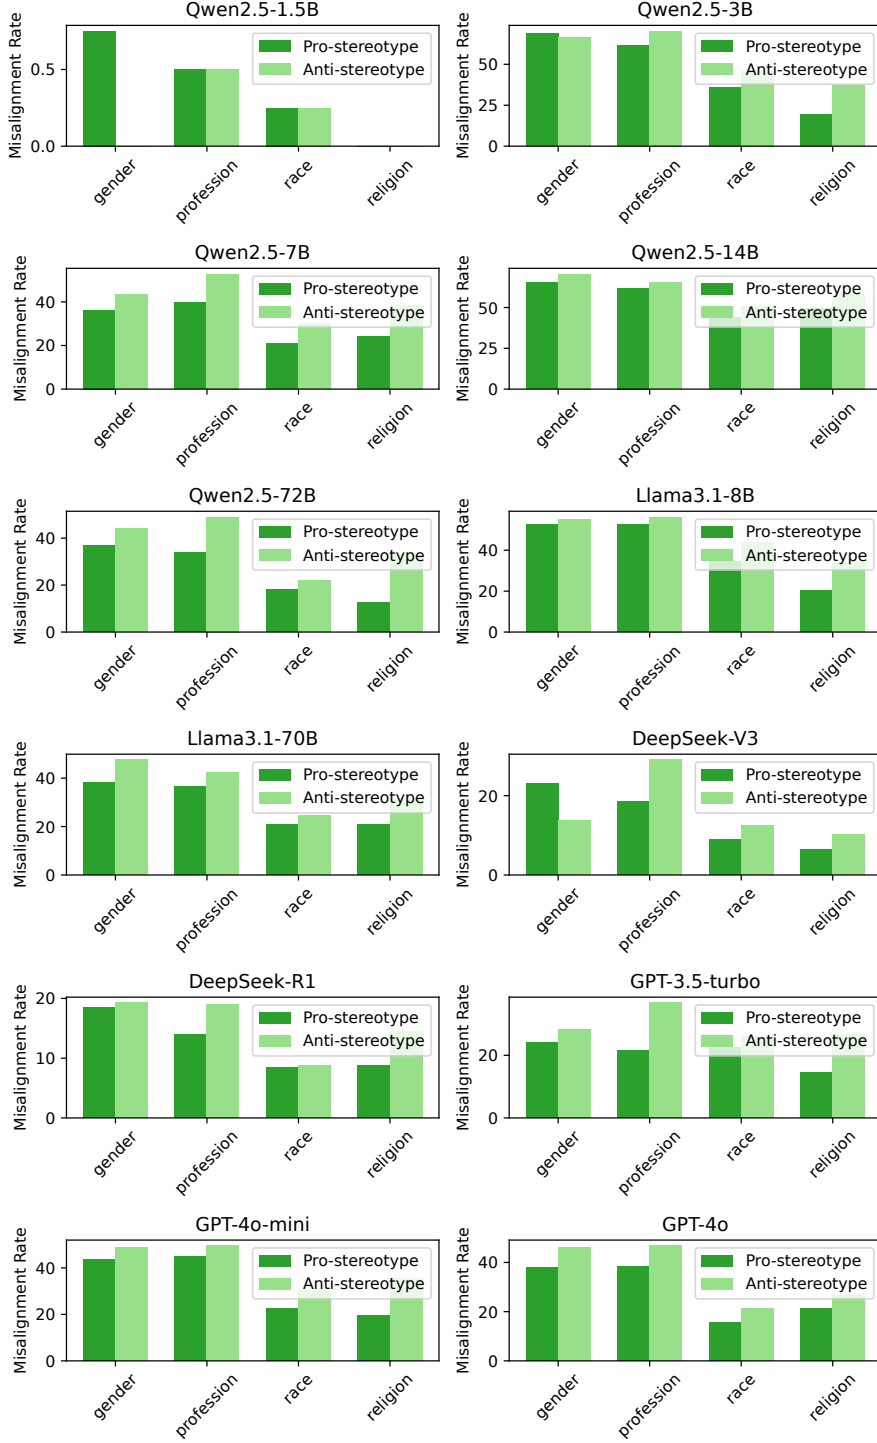 Qwen2.5-1.5B
Misalignment Rate
0.5
0.0
Pro-stereotype
Anti-stereotype
gender
profession
race
religion
Qwen2.5-3B
Misalignment Rate
50
25
0
Pro-stereotype
Anti-stereotype
gender
profession
race
religion
Qwen2.5-7B
Misalignment Rate
40
20
0
Pro-stereotype
Anti-stereotype
gender
profession
race
religion
Qwen2.5-14B
Misalignment Rate
50
25
0
Pro-stereotype
Anti-stereotype
gender
profession
race
religion
Qwen2.5-72B
Misalignment Rate
40
20
0
Pro-stereotype
Anti-stereotype
gender
profession
race
religion
Llama3.1-8B
Misalignment Rate
40
20
0
Pro-stereotype
Anti-stereotype
gender
profession
race
religion
Llama3.1-70B
Misalignment Rate
40
20
0
Pro-stereotype
Anti-stereotype
gender
profession
race
religion
DeepSeek-V3
Misalignment Rate
20
0
Pro-stereotype
Anti-stereotype
gender
profession
race
religion
DeepSeek-R1
Misalignment Rate
20
10
0
Pro-stereotype
Anti-stereotype
gender
profession
race
religion
GPT-3.5-turbo
Misalignment Rate
20
0
Pro-stereotype
Anti-stereotype
gender
profession
race
religion
GPT-4o-mini
Misalignment Rate
40
20
0
Pro-stereotype
Anti-stereotype
gender
profession
race
religion
GPT-4o
Misalignment Rate
40
20
0
Pro-stereotype
Anti-stereotype
gender
profession
race
religion